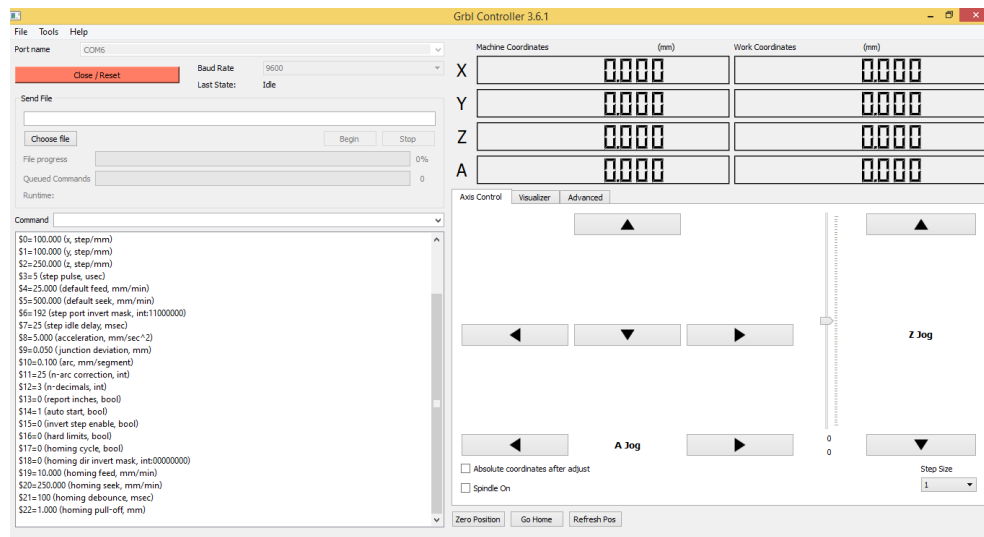 Grbl Controller 3.6.1
File Tools Help
Port name COM6
Close / Reset
Baud Rate 9600
Last State: Idle
Send File
Choose file Begin Stop
File progress 0%
Queued Commands 0
Runtime:
Command
$0=100.000 (x, step/mm)
$1=100.000 (y, step/mm)
$2=250.000 (z, step/mm)
$3=5 (step pulse, usec)
$4=25.000 (default feed, mm/min)
$5=500.000 (default seek, mm/min)
$6=192 (step port invert mask, int:11000000)
$7=25 (step idle delay, msec)
$8=5.000 (acceleration, mm/sec^2)
$9=0.050 (junction deviation, mm)
$10=0.100 (arc, mm/segment)
$11=25 (n-arc correction, int)
$12=3 (n-decimals, int)
$13=0 (report inches, bool)
$14=1 (auto start, bool)
$15=0 (invert step enable, bool)
$16=0 (hard limits, bool)
$17=0 (homing cycle, bool)
$18=0 (homing dir invert mask, int:00000000)
$19=10.000 (homing feed, mm/min)
$20=250.000 (homing seek, mm/min)
$21=100 (homing debounce, msec)
$22=1.000 (homing pull-off, mm)
Machine Coordinates (mm) Work Coordinates (mm)
X 0.000 0.000
Y 0.000 0.000
Z 0.000 0.000
A 0.000 0.000
Axis Control Visualizer Advanced
Z Jog
A Jog
0
0
Absolute coordinates after adjust
Spindle On
Step Size
1
Zero Position Go Home Refresh Pos